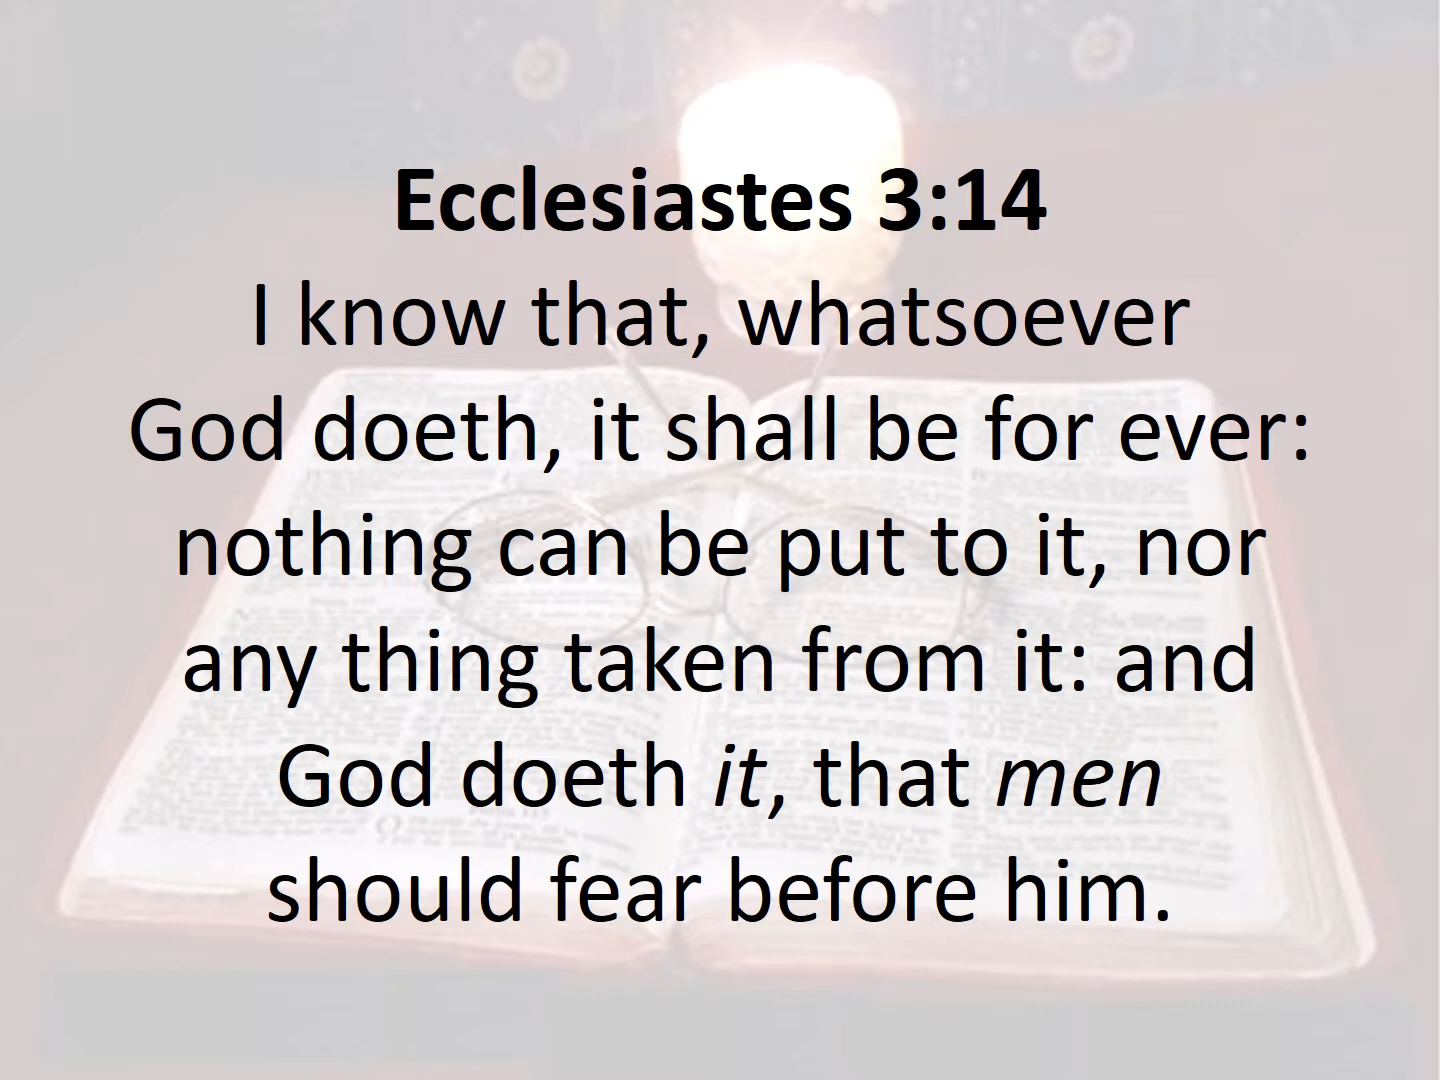 Ecclesiastes 3:14
I know that, whatsoever
God doeth, it shall be for ever:
nothing can be put to it, nor
any thing taken from it: and
God doeth it, that men
should fear before him.